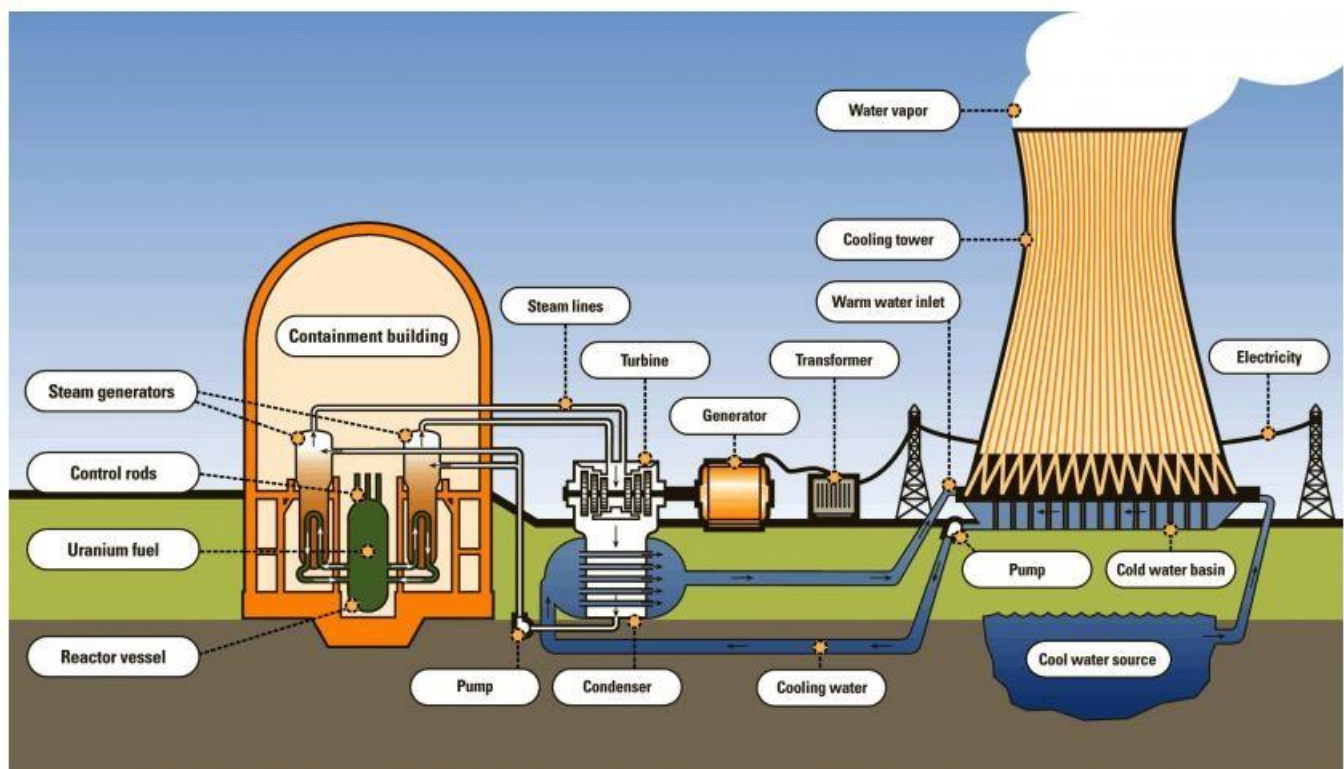 Water vapor
Cooling tower
Warm water inlet
Steam lines
Containment building
Turbine
Transformer
Electricity
Steam generators
Generator
Control rods
Uranium fuel
Pump
Cold water basin
Reactor vessel
Cool water source
Pump
Condenser
Cooling water